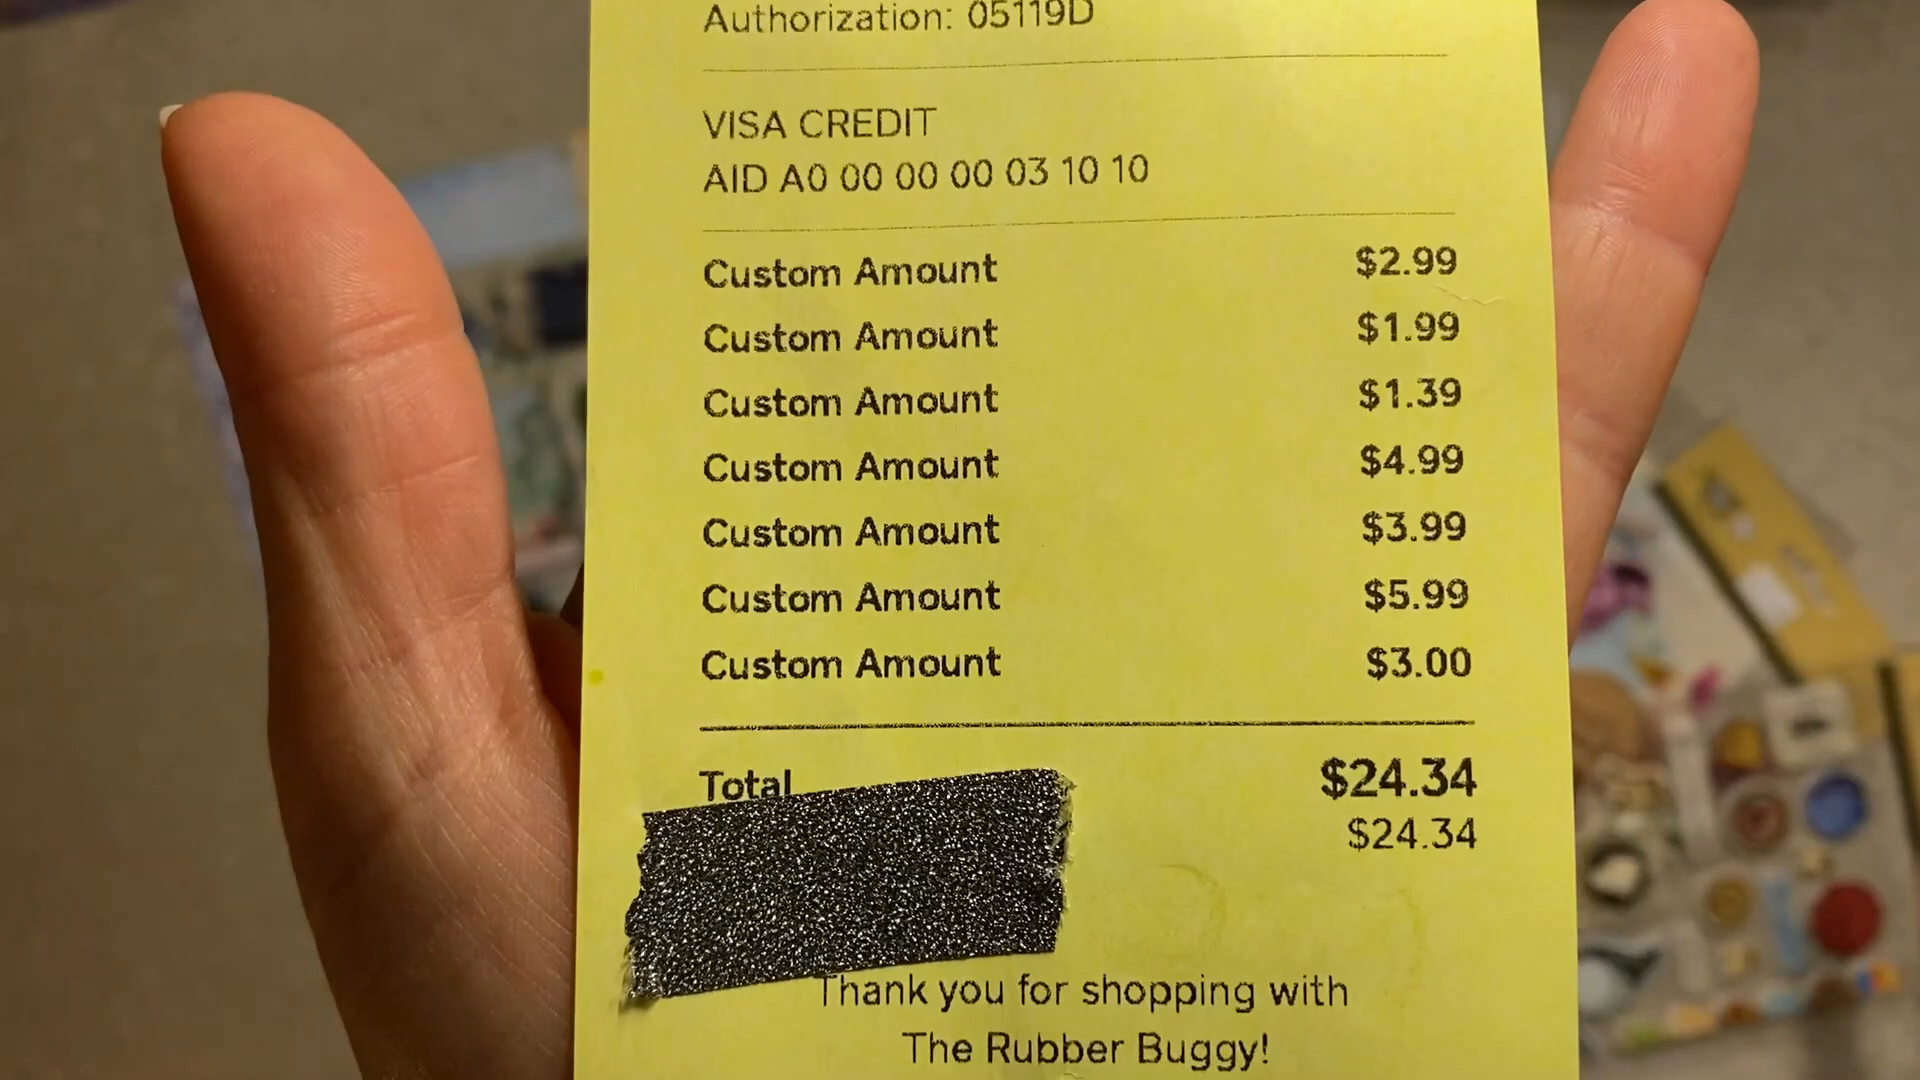 Authorization: 05119D
VISA CREDIT
AID A0 00 00 00 03 10 10
Custom Amount $2.99
Custom Amount $1.99
Custom Amount $1.39
Custom Amount $4.99
Custom Amount $3.99
Custom Amount $5.99
Custom Amount $3.00
Total $24.34
$24.34
Thank you for shopping with
The Rubber Buggy!